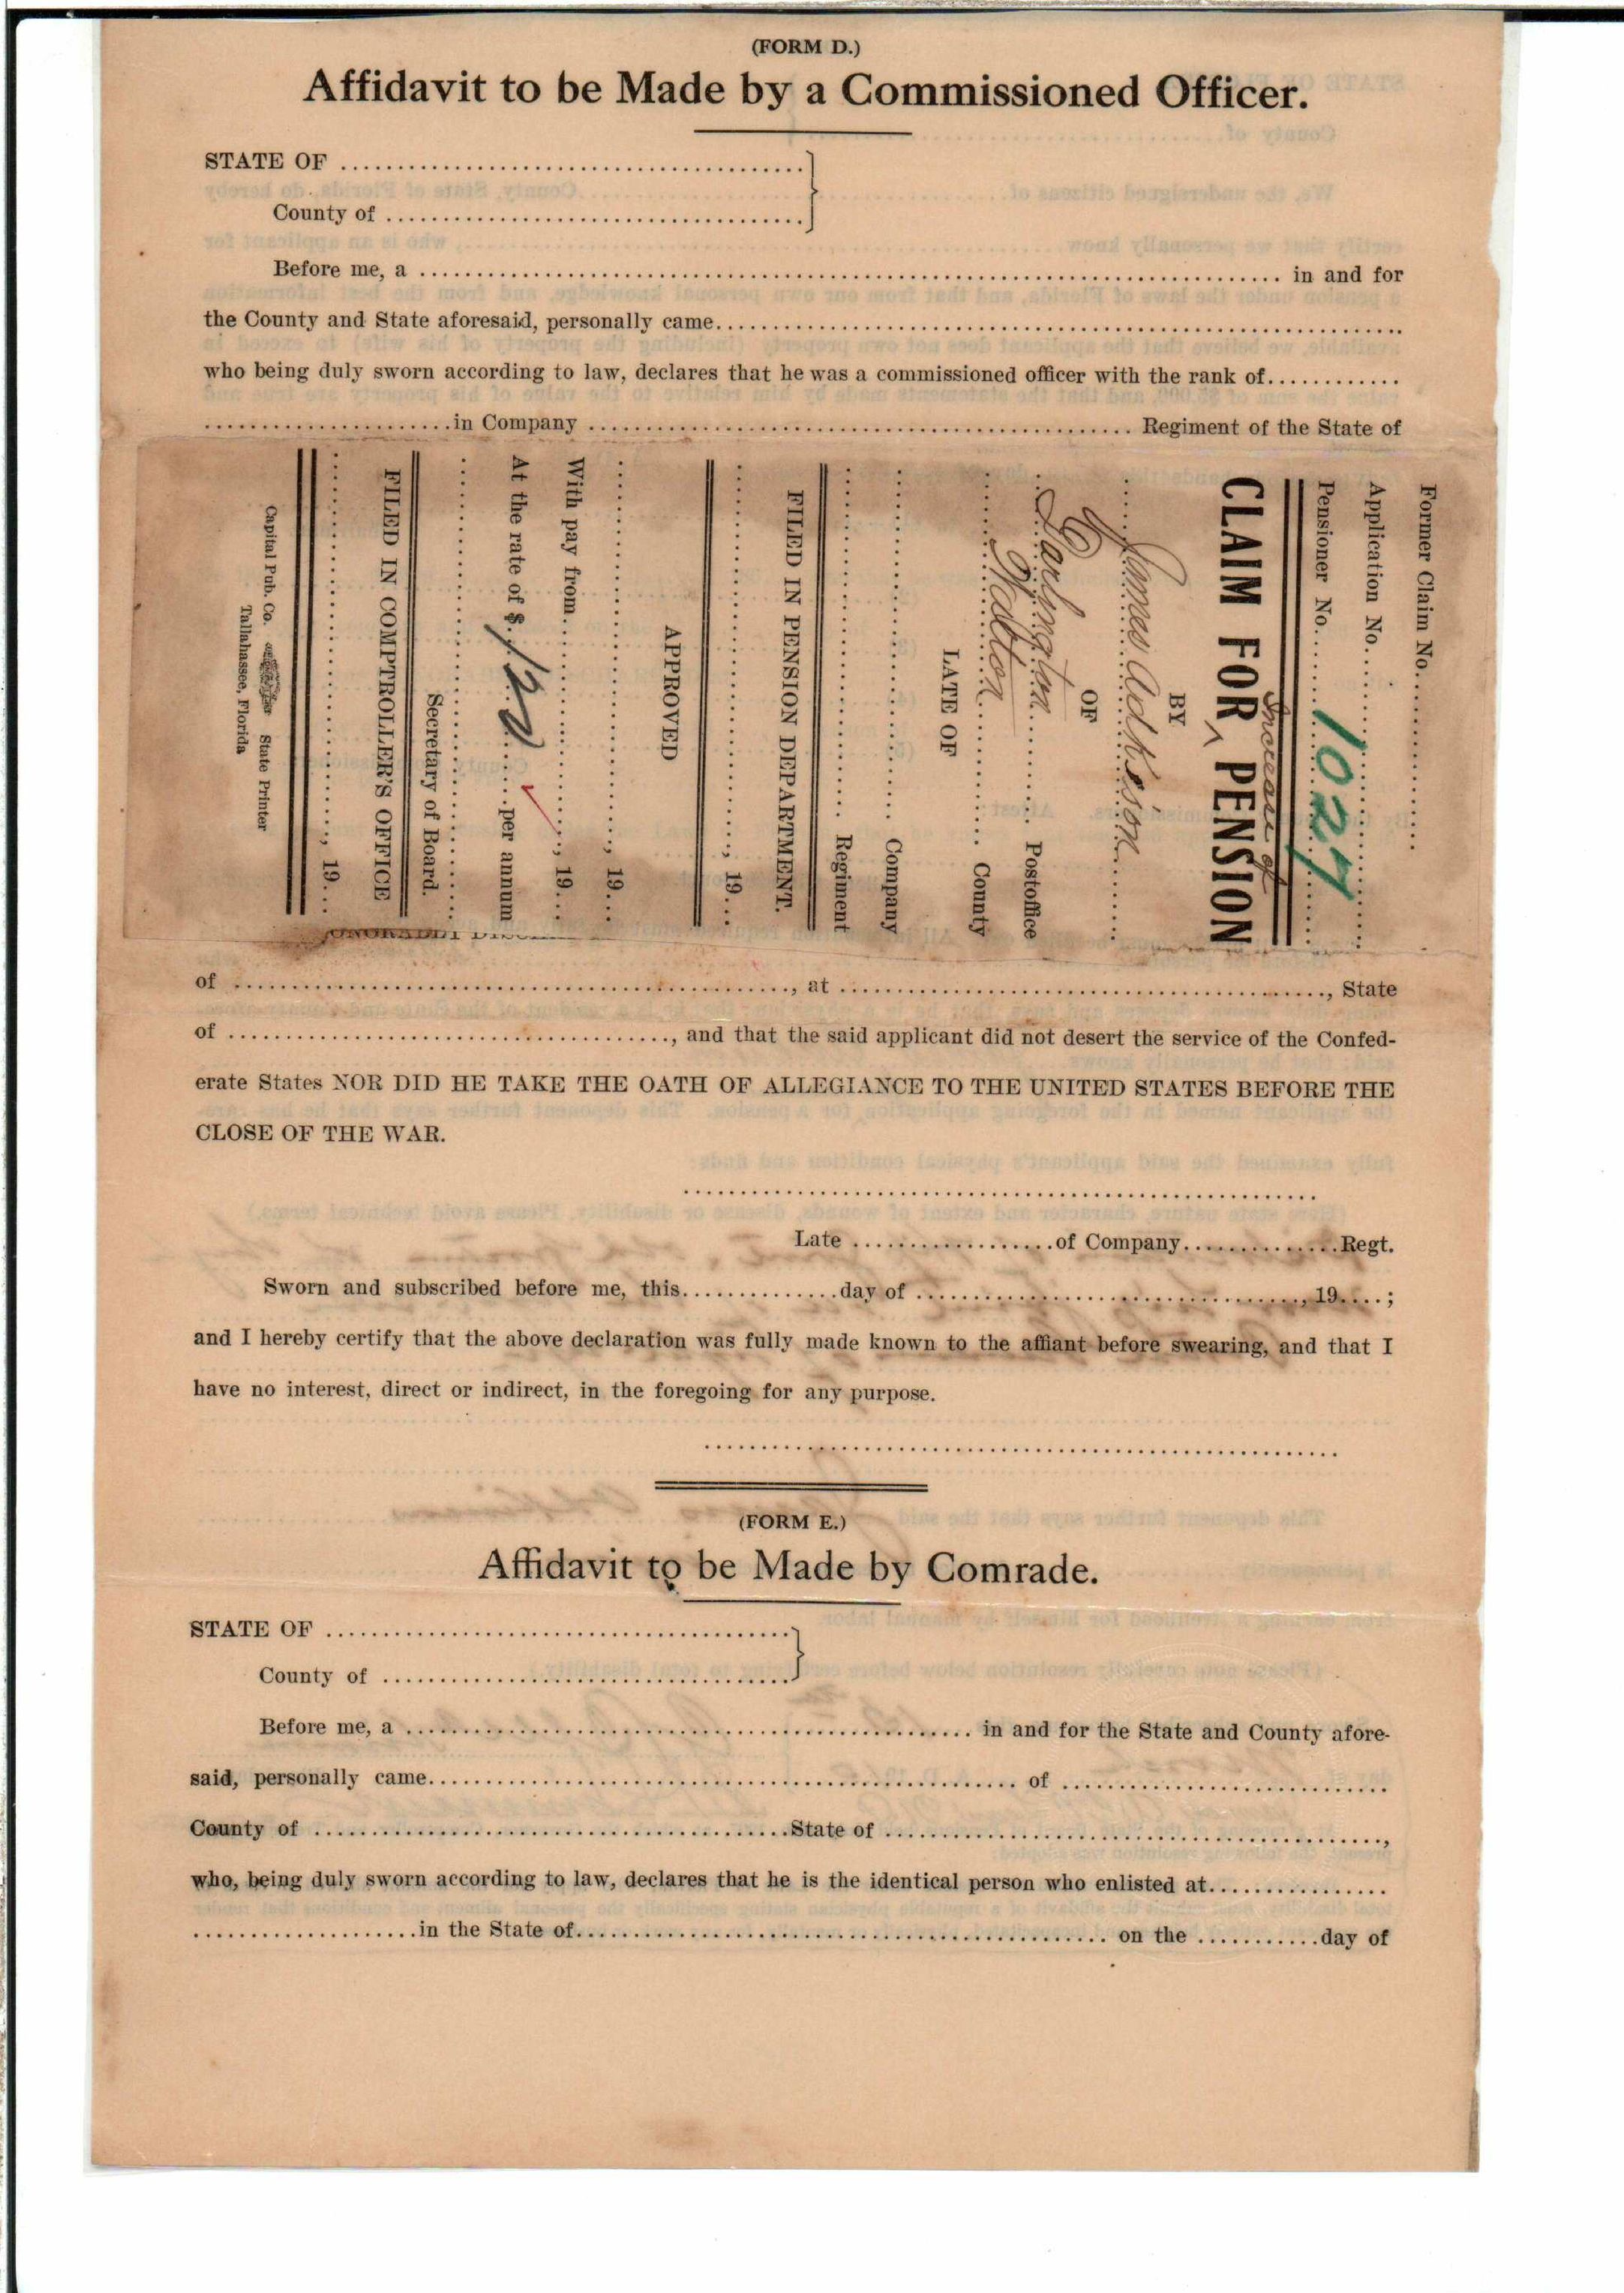 (FORM D.)
Affidavit to be Made by a Commissioned Officer.
STATE OF ..........
County of ..........
Before me, a .......... in and for
the County and State aforesaid, personally came..........
who being duly sworn according to law, declares that he was a commissioned officer with the rank of..........
..........in Company .......... Regiment of the State of
Former Claim No...........
Application No...........
Pensioner No. 1027
Increase of
CLAIM FOR ^ PENSION
BY
James Adkison
OF
Darlington Postoffice
Walton County
LATE OF
.......... Company
.......... Regiment
FILED IN PENSION DEPARTMENT.
.........., 19...
APPROVED
.........., 19...
With pay from.........., 19...
At the rate of $ 120 per annum
..........
Secretary of Board.
FILED IN COMPTROLLER'S OFFICE
.........., 19...
Capital Pub. Co. State Printer
Tallahassee, Florida
of .........., at .........., State
of .........., and that the said applicant did not desert the service of the Confed-
erate States NOR DID HE TAKE THE OATH OF ALLEGIANCE TO THE UNITED STATES BEFORE THE
CLOSE OF THE WAR.
..........
Late ..........of Company..........Regt.
Sworn and subscribed before me, this..........day of .........., 19....;
and I hereby certify that the above declaration was fully made known to the affiant before swearing, and that I
have no interest, direct or indirect, in the foregoing for any purpose.
..........
(FORM E.)
Affidavit to be Made by Comrade.
STATE OF ..........
County of ..........
Before me, a .......... in and for the State and County afore-
said, personally came.......... of ..........
County of ..........State of ..........,
who, being duly sworn according to law, declares that he is the identical person who enlisted at..........
..........in the State of.......... on the ..........day of